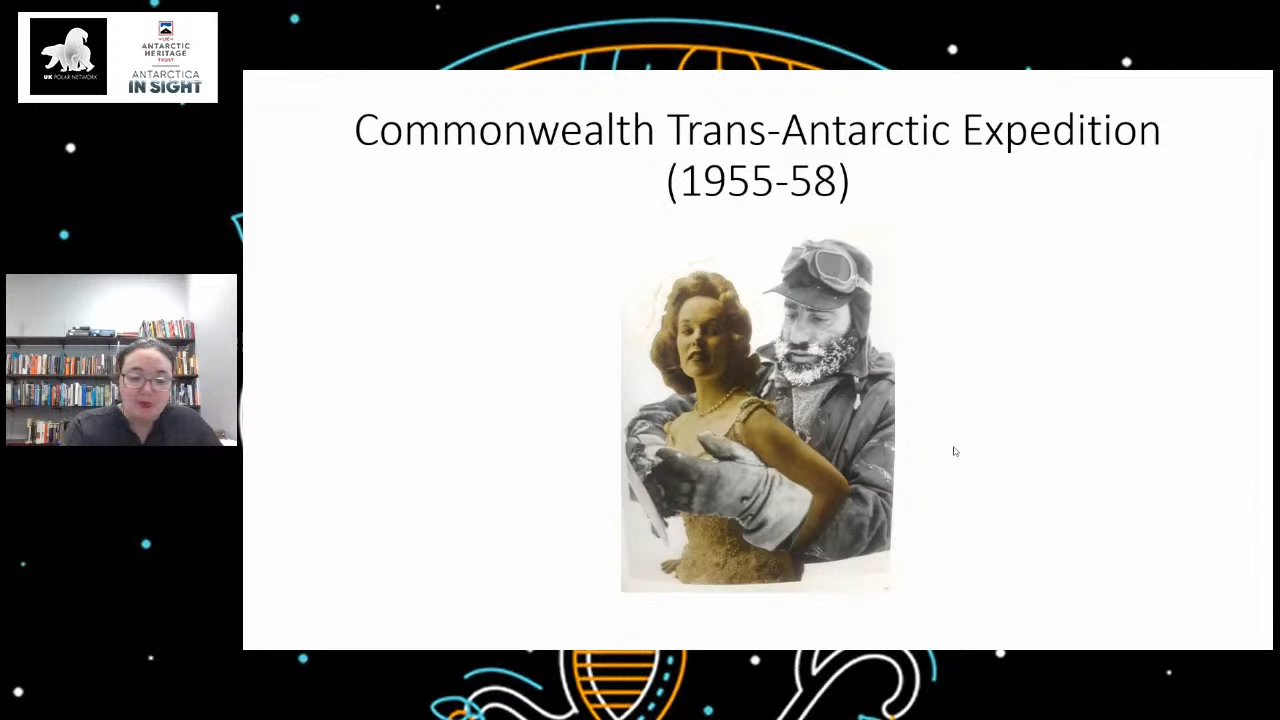 UK POLAR NETWORK
UK
ANTARCTIC
HERITAGE
TRUST
ANTARCTICA
IN SIGHT
Commonwealth Trans-Antarctic Expedition
(1955-58)